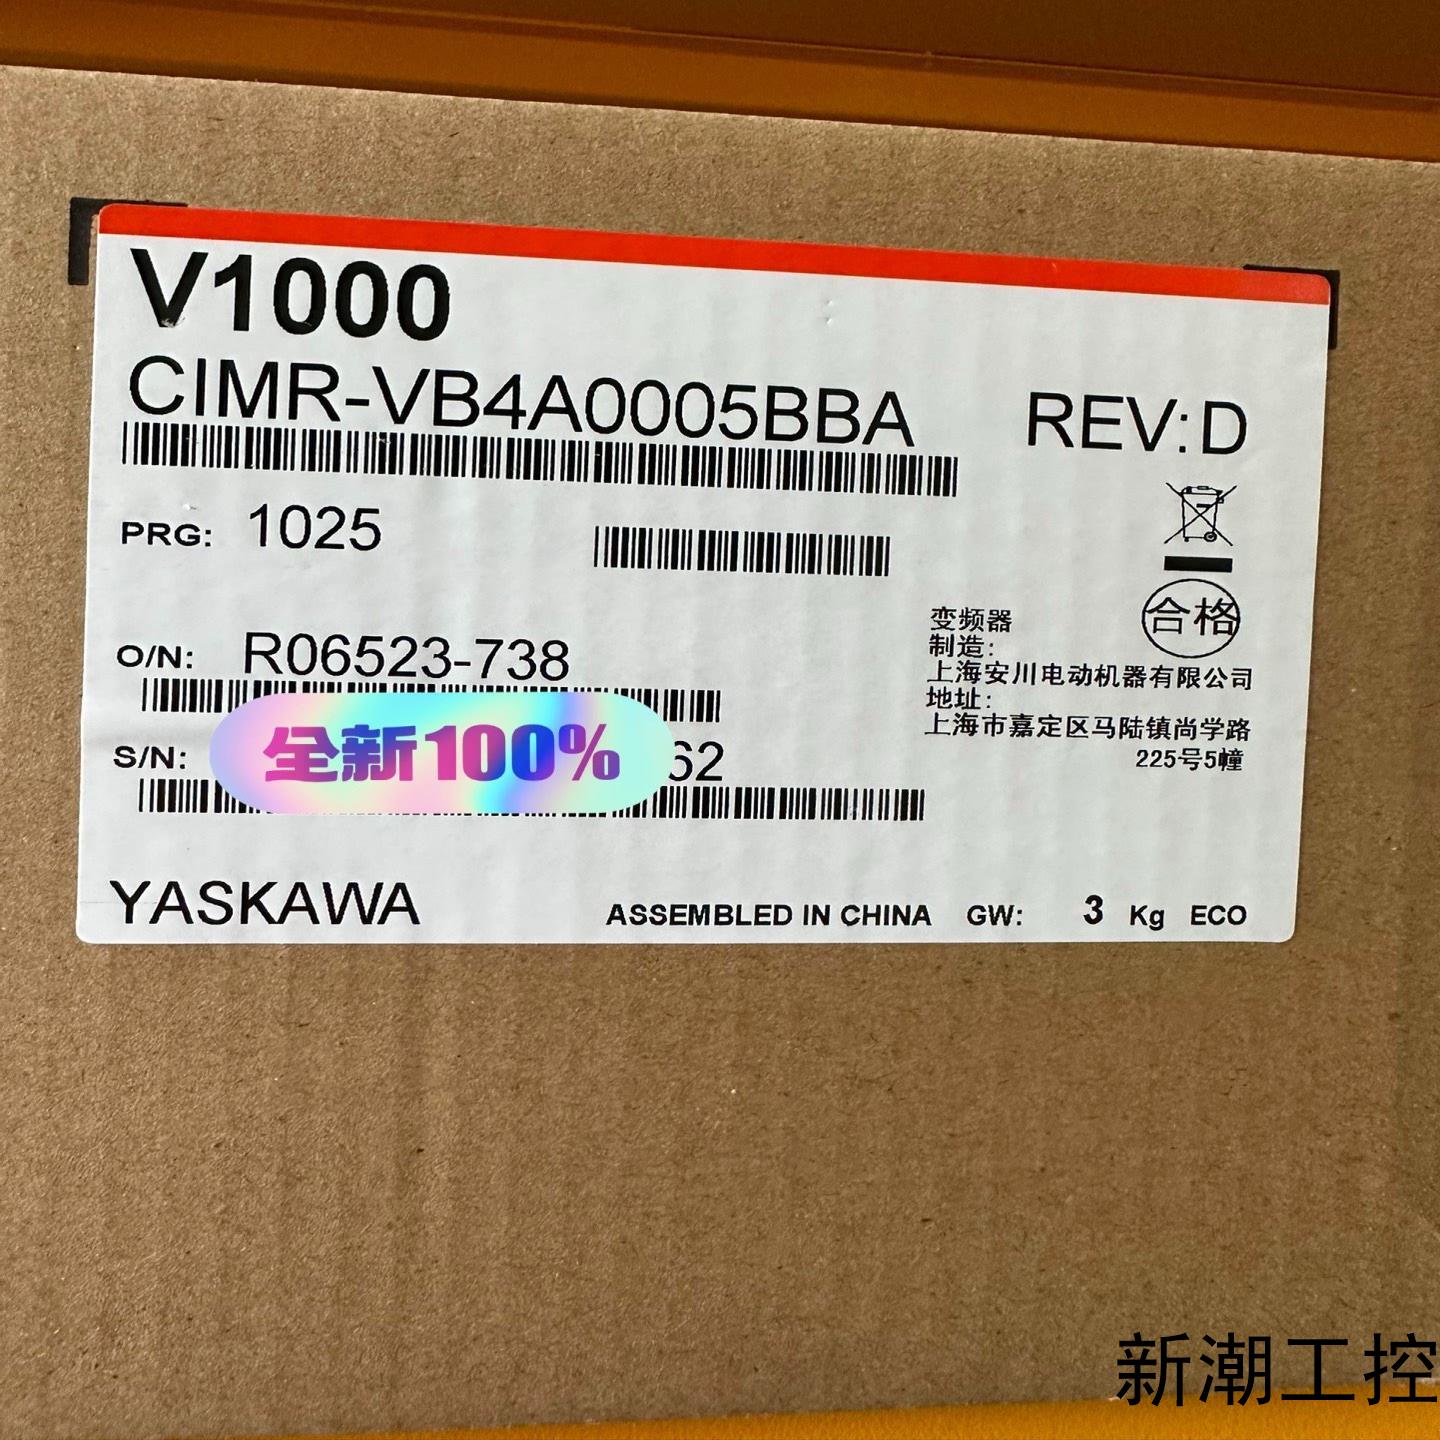 V1000
CIMR-VB4A0005BBA REV:D
PRG: 1025
O/N: R06523-738
S/N: 62
全新100%
合格
变频器
制造:
上海安川电动机器有限公司
地址:
上海市嘉定区马陆镇尚学路
225号5幢
YASKAWA ASSEMBLED IN CHINA GW: 3 Kg ECO
新潮工控